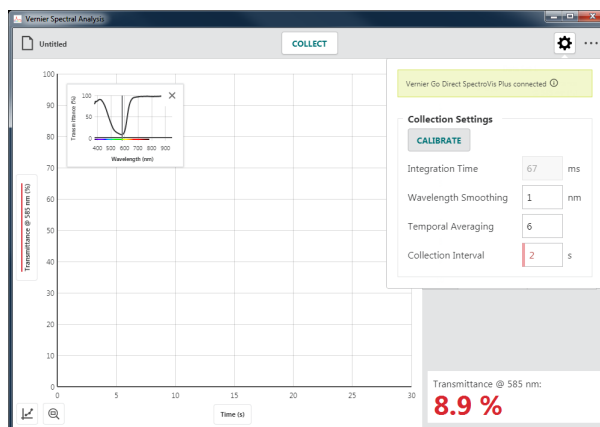 Vernier Spectral Analysis
Untitled
COLLECT
Vernier Go Direct SpectroVis Plus connected
Collection Settings
CALIBRATE
Integration Time 67 ms
Wavelength Smoothing 1 nm
Temporal Averaging 6
Collection Interval 2 s
Transmittance (%)
100
50
0
400 500 600 700 800 900
Wavelength (nm)
Transmittance @ 585 nm (%)
100
90
80
70
60
50
40
30
20
10
0
0 5 10 15 20 25 30
Time (s)
Transmittance @ 585 nm:
8.9 %